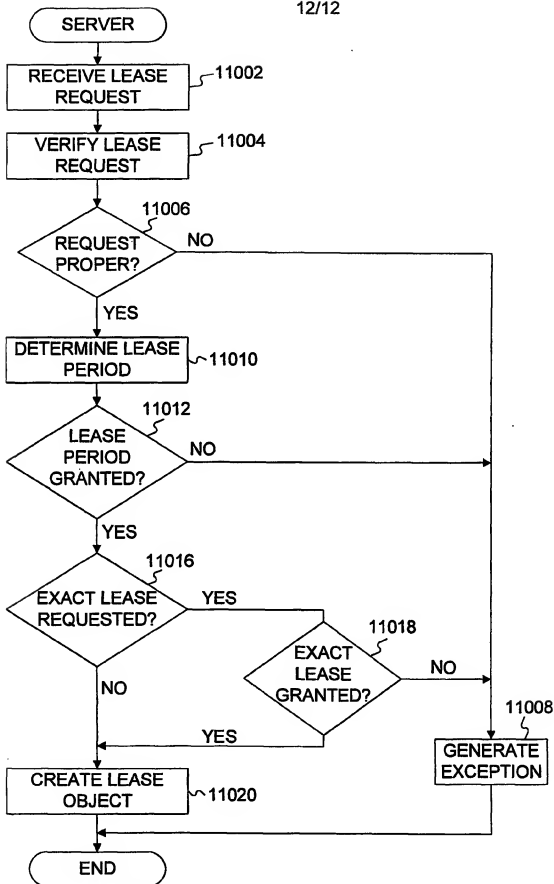 12/12
SERVER
RECEIVE LEASE
REQUEST
11002
VERIFY LEASE
REQUEST
11004
11006
REQUEST
PROPER?
NO
YES
DETERMINE LEASE
PERIOD
11010
11012
LEASE
PERIOD
GRANTED?
NO
YES
11016
EXACT LEASE
REQUESTED?
YES
11018
EXACT
LEASE
GRANTED?
NO
NO
YES
11008
GENERATE
EXCEPTION
CREATE LEASE
OBJECT
11020
END